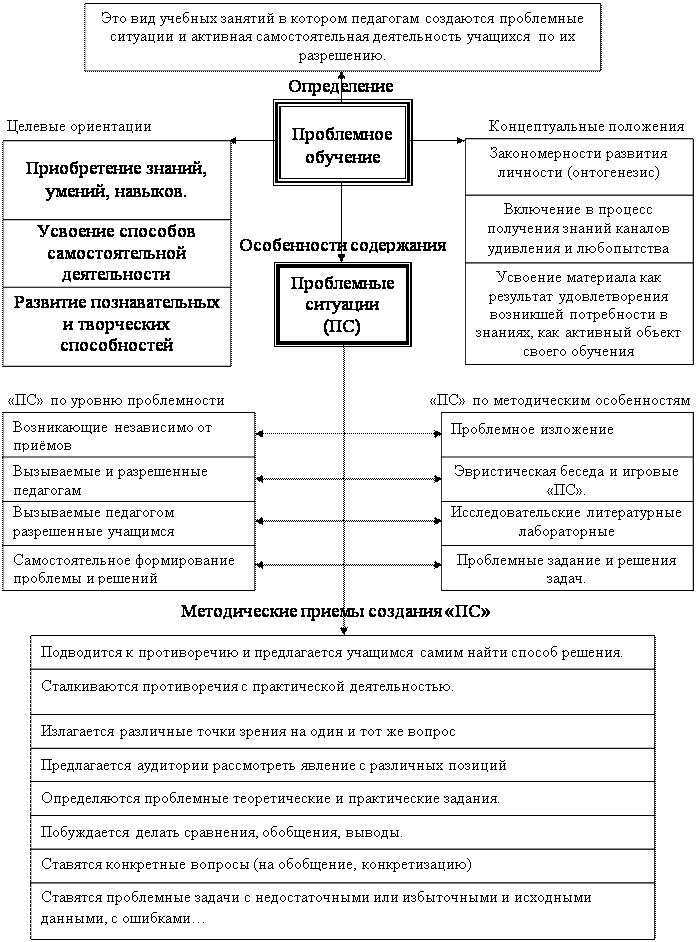 Это вид учебных занятий в котором педагогам создаются проблемные
ситуации и активная самостоятельная деятельность учащихся по их
разрешению.
Определение
Проблемное
обучение
Целевые ориентации
Приобретение знаний,
умений, навыков.
Усвоение способов
самостоятельной
деятельности
Развитие познавательных
и творческих
способностей
Концептуальные положения
Закономерности развития
личности (онтогенезис)
Включение в процесс
получения знаний каналов
удивления и любопытства
Усвоение материала как
результат удовлетворения
возникшей потребности в
знаниях, как активный объект
своего обучения
Особенности содержания
Проблемные
ситуации
(ПС)
«ПС» по уровню проблемности
Возникающие независимо от
приёмов
Вызываемые и разрешенные
педагогам
Вызываемые педагогом
разрешенные учащимся
Самостоятельное формирование
проблемы и решений
«ПС» по методическим особенностям
Проблемное изложение
Эвристическая беседа и игровые
«ПС».
Исследовательские литературные
лабораторные
Проблемные задание и решения
задач.
Методические приемы создания «ПС»
Подводится к противоречию и предлагается учащимся самим найти способ решения.
Сталкиваются противоречия с практической деятельностью.
Излагается различные точки зрения на один и тот же вопрос
Предлагается аудитории рассмотреть явление с различных позиций
Определяются проблемные теоретические и практические задания.
Побуждается делать сравнения, обобщения, выводы.
Ставятся конкретные вопросы (на обобщение, конкретизацию)
Ставятся проблемные задачи с недостаточными или избыточными и исходными
данными, с ошибками…